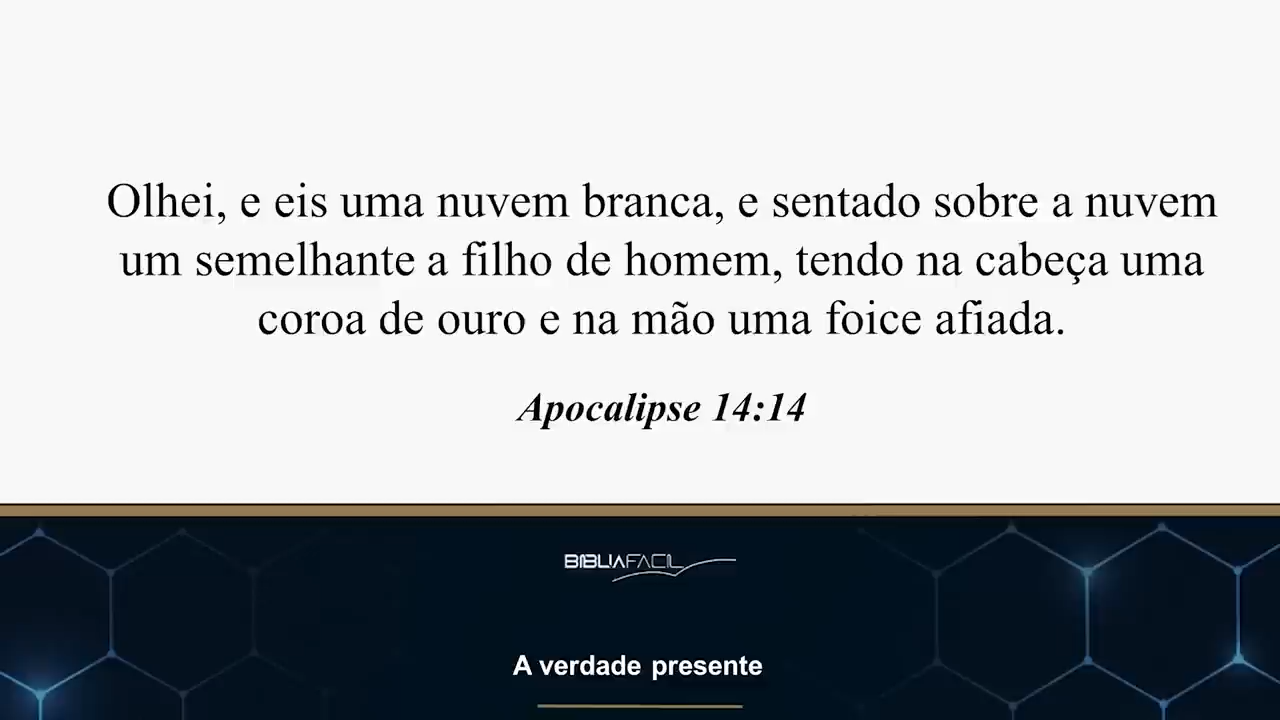 Olhei, e eis uma nuvem branca, e sentado sobre a nuvem
um semelhante a filho de homem, tendo na cabeça uma
coroa de ouro e na mão uma foice afiada.
Apocalipse 14:14
BIBLIAFACIL
A verdade presente